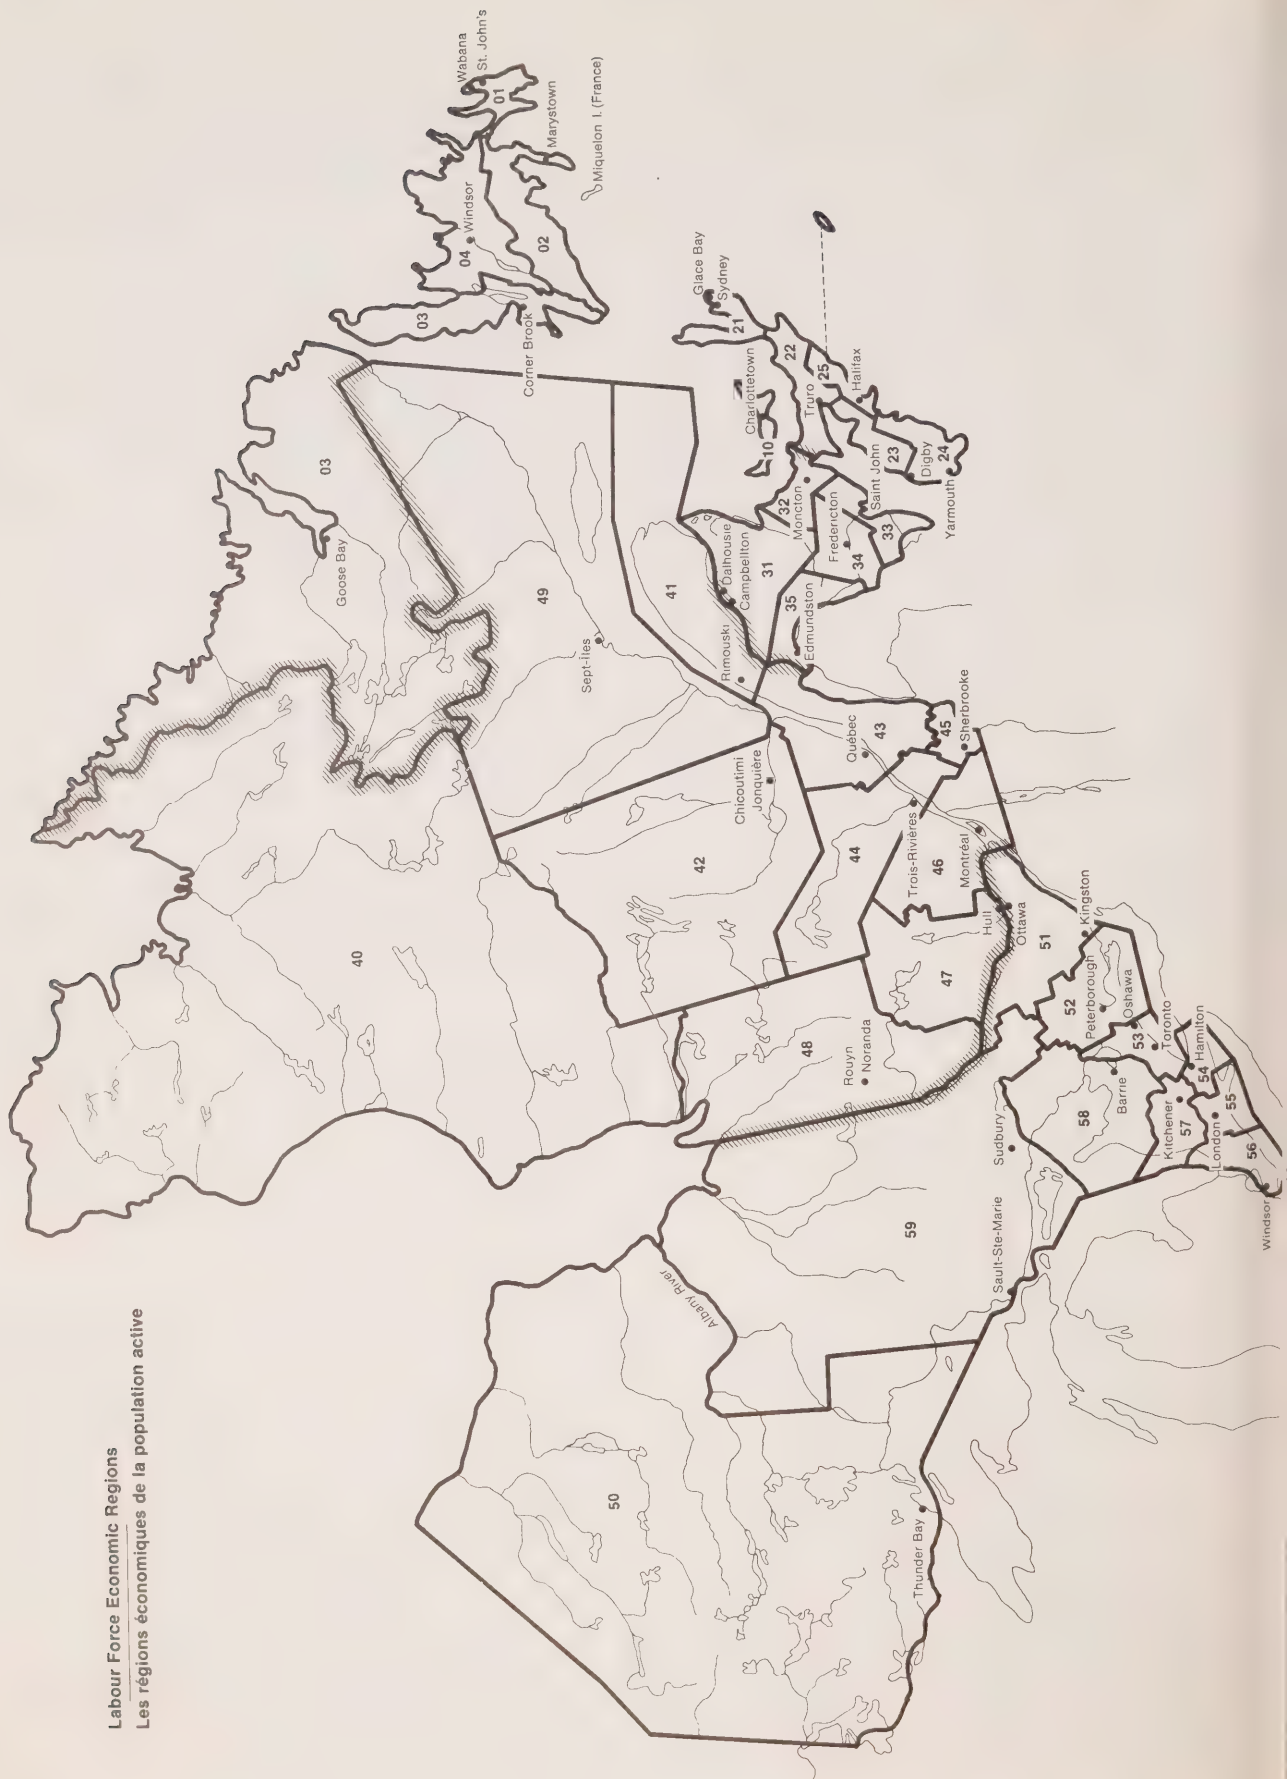 Labour Force Economic Regions
Les régions économiques de la population active
Wabana
St. John's
01
Marystown
Miquelon I. (France)
Windsor
04
02
03
Corner Brook
03
Goose Bay
Glace Bay
Sydney
21
Charlottetown
10
22
25
Truro
Halifax
23
Digby
24
Yarmouth
Saint John
32
Moncton
Fredericton
34
33
31
Dalhousie
Campbellton
35
Edmundston
41
Rimouski
49
Sept-Îles
40
42
Chicoutimi
Jonquière
Québec
43
45
Sherbrooke
44
Trois-Rivières
46
Montréal
Hull
Ottawa
47
48
Rouyn
Noranda
51
Kingston
52
Peterborough
Oshawa
53
Toronto
Hamilton
54
55
Barrie
58
Kitchener
57
London
56
Windsor
Sudbury
59
Sault-Ste-Marie
Albany River
50
Thunder Bay